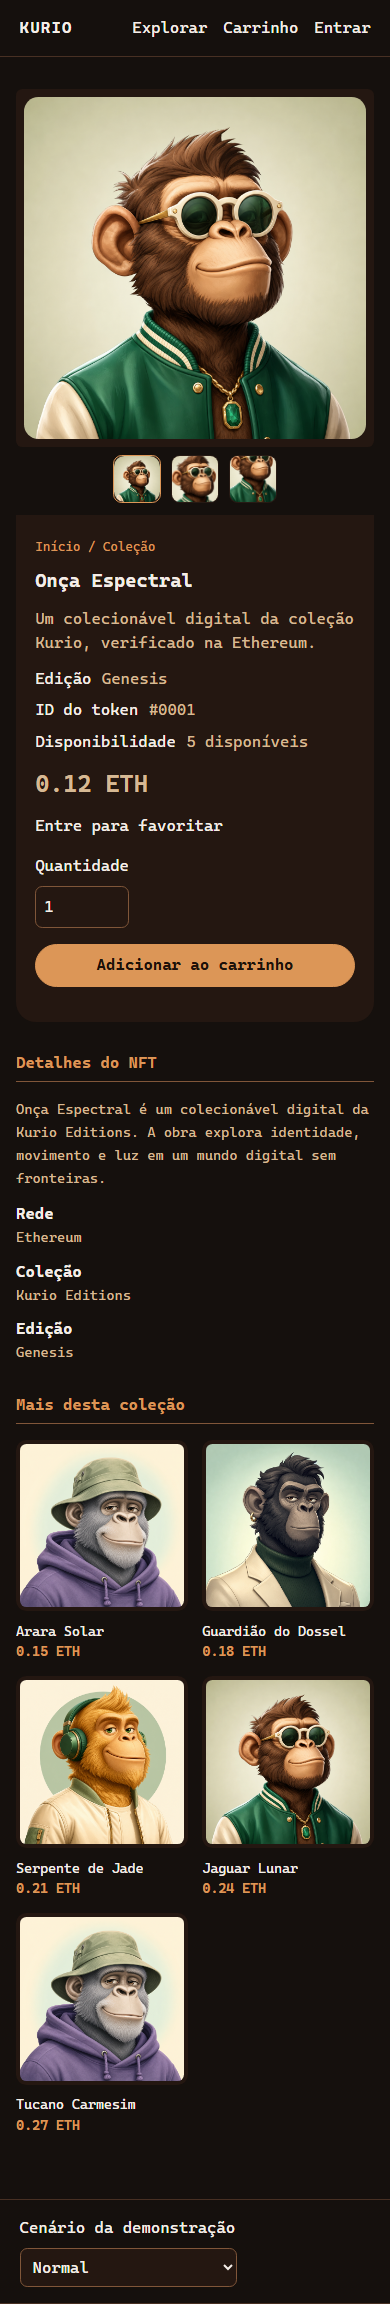 KURIO Explorar Carrinho Entrar
Início / Coleção
Onça Espectral
Um colecionável digital da coleção
Kurio, verificado na Ethereum.
Edição Genesis
ID do token #0001
Disponibilidade 5 disponíveis
0.12 ETH
Entre para favoritar
Quantidade
1
Adicionar ao carrinho
Detalhes do NFT
Onça Espectral é um colecionável digital da
Kurio Editions. A obra explora identidade,
movimento e luz em um mundo digital sem
fronteiras.
Rede
Ethereum
Coleção
Kurio Editions
Edição
Genesis
Mais desta coleção
Arara Solar
0.15 ETH
Guardião do Dossel
0.18 ETH
Serpente de Jade
0.21 ETH
Jaguar Lunar
0.24 ETH
Tucano Carmesim
0.27 ETH
Cenário da demonstração
Normal